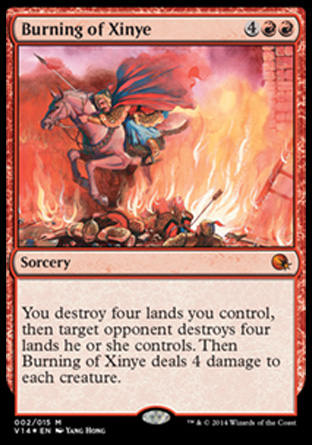 Burning of Xinye 4
Sorcery
You destroy four lands you control,
then target opponent destroys four
lands he or she controls. Then
Burning of Xinye deals 4 damage to
each creature.
002/015 M
V14★EN Yang Hong ™ & © 2014 Wizards of the Coast